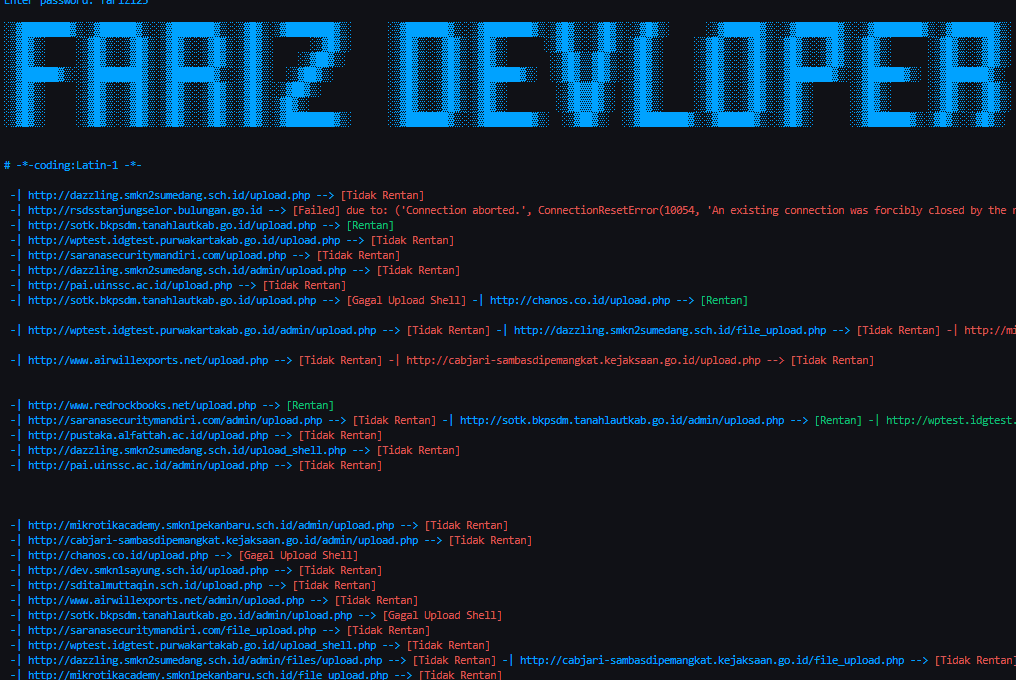 Enter password: fariz123
FARIZ DEVELOPER
# -*-coding:Latin-1 -*-
-| http://dazzling.smkn2sumedang.sch.id/upload.php --> [Tidak Rentan]
-| http://rsdsstanjungselor.bulungan.go.id --> [Failed] due to: ('Connection aborted.', ConnectionResetError(10054, 'An existing connection was forcibly closed by the
-| http://sotk.bkpsdm.tanahlautkab.go.id/upload.php --> [Rentan]
-| http://wptest.idgtest.purwakartakab.go.id/upload.php --> [Tidak Rentan]
-| http://saranasecuritymandiri.com/upload.php --> [Tidak Rentan]
-| http://dazzling.smkn2sumedang.sch.id/admin/upload.php --> [Tidak Rentan]
-| http://pai.uinssc.ac.id/upload.php --> [Tidak Rentan]
-| http://sotk.bkpsdm.tanahlautkab.go.id/upload.php --> [Gagal Upload Shell] -| http://chanos.co.id/upload.php --> [Rentan]
-| http://wptest.idgtest.purwakartakab.go.id/admin/upload.php --> [Tidak Rentan] -| http://dazzling.smkn2sumedang.sch.id/file_upload.php --> [Tidak Rentan] -| http://mi
-| http://www.airwillexports.net/upload.php --> [Tidak Rentan] -| http://cabjari-sambasdipemangkat.kejaksaan.go.id/upload.php --> [Tidak Rentan]
-| http://www.redrockbooks.net/upload.php --> [Rentan]
-| http://saranasecuritymandiri.com/admin/upload.php --> [Tidak Rentan] -| http://sotk.bkpsdm.tanahlautkab.go.id/admin/upload.php --> [Rentan] -| http://wptest.idgtest.
-| http://pustaka.alfattah.ac.id/upload.php --> [Tidak Rentan]
-| http://dazzling.smkn2sumedang.sch.id/upload_shell.php --> [Tidak Rentan]
-| http://pai.uinssc.ac.id/admin/upload.php --> [Tidak Rentan]
-| http://mikrotikacademy.smkn1pekanbaru.sch.id/admin/upload.php --> [Tidak Rentan]
-| http://cabjari-sambasdipemangkat.kejaksaan.go.id/admin/upload.php --> [Tidak Rentan]
-| http://chanos.co.id/upload.php --> [Gagal Upload Shell]
-| http://dev.smkn1sayung.sch.id/upload.php --> [Tidak Rentan]
-| http://sditalmuttaqin.sch.id/upload.php --> [Tidak Rentan]
-| http://www.airwillexports.net/admin/upload.php --> [Tidak Rentan]
-| http://sotk.bkpsdm.tanahlautkab.go.id/admin/upload.php --> [Gagal Upload Shell]
-| http://saranasecuritymandiri.com/file_upload.php --> [Tidak Rentan]
-| http://wptest.idgtest.purwakartakab.go.id/upload_shell.php --> [Tidak Rentan]
-| http://dazzling.smkn2sumedang.sch.id/admin/files/upload.php --> [Tidak Rentan] -| http://cabjari-sambasdipemangkat.kejaksaan.go.id/file_upload.php --> [Tidak Rentan]
-| http://mikrotikacademy.smkn1pekanbaru.sch.id/file_upload.php --> [Tidak Rentan]